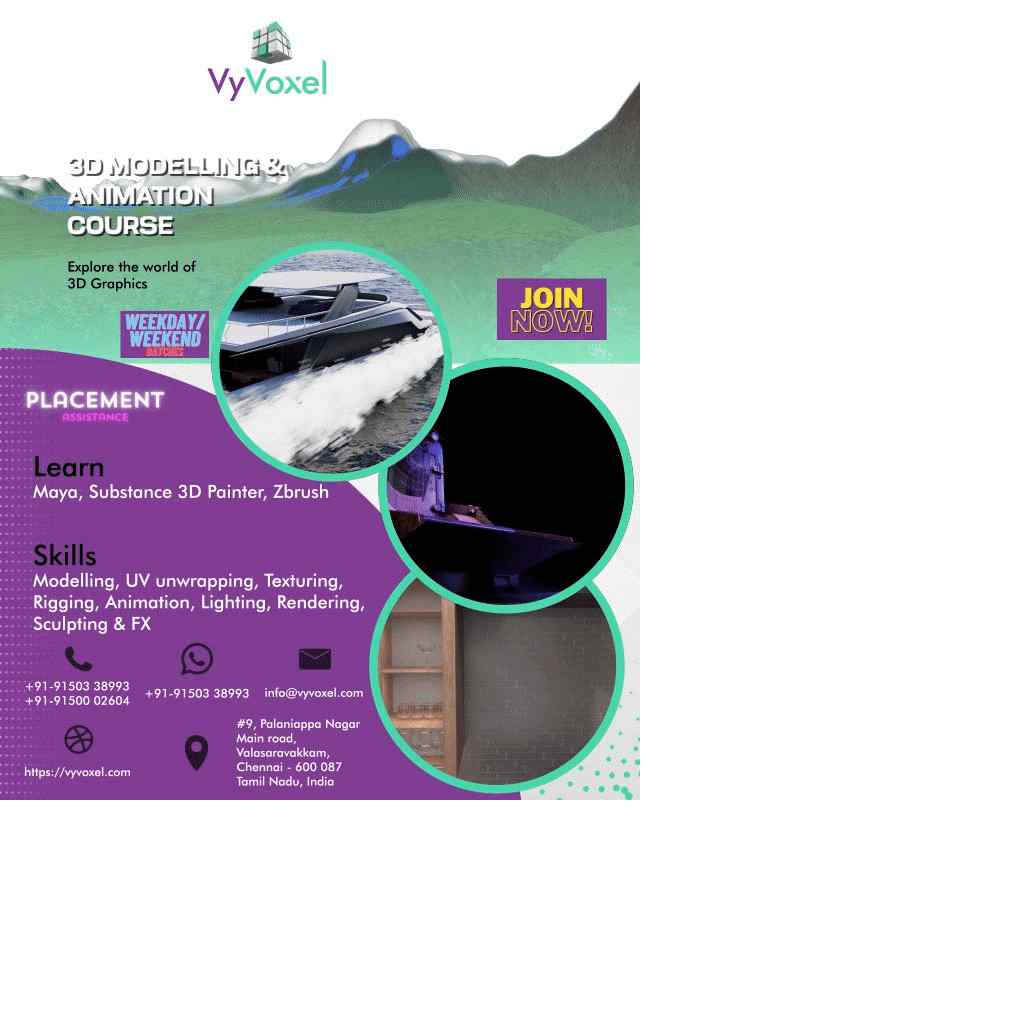 VyVoxel
3D MODELLING &
ANIMATION
COURSE
Explore the world of
3D Graphics
JOIN
NOW!
WEEKDAY/
WEEKEND
BATCHES
PLACEMENT
ASSISTANCE
Learn
Maya, Substance 3D Painter, Zbrush
Skills
Modelling, UV unwrapping, Texturing,
Rigging, Animation, Lighting, Rendering,
Sculpting & FX
+91-91503 38993
+91-91500 02604
+91-91503 38993
info@vyvoxel.com
https://vyvoxel.com
#9, Palaniappa Nagar
Main road,
Valasaravakkam,
Chennai - 600 087
Tamil Nadu, India